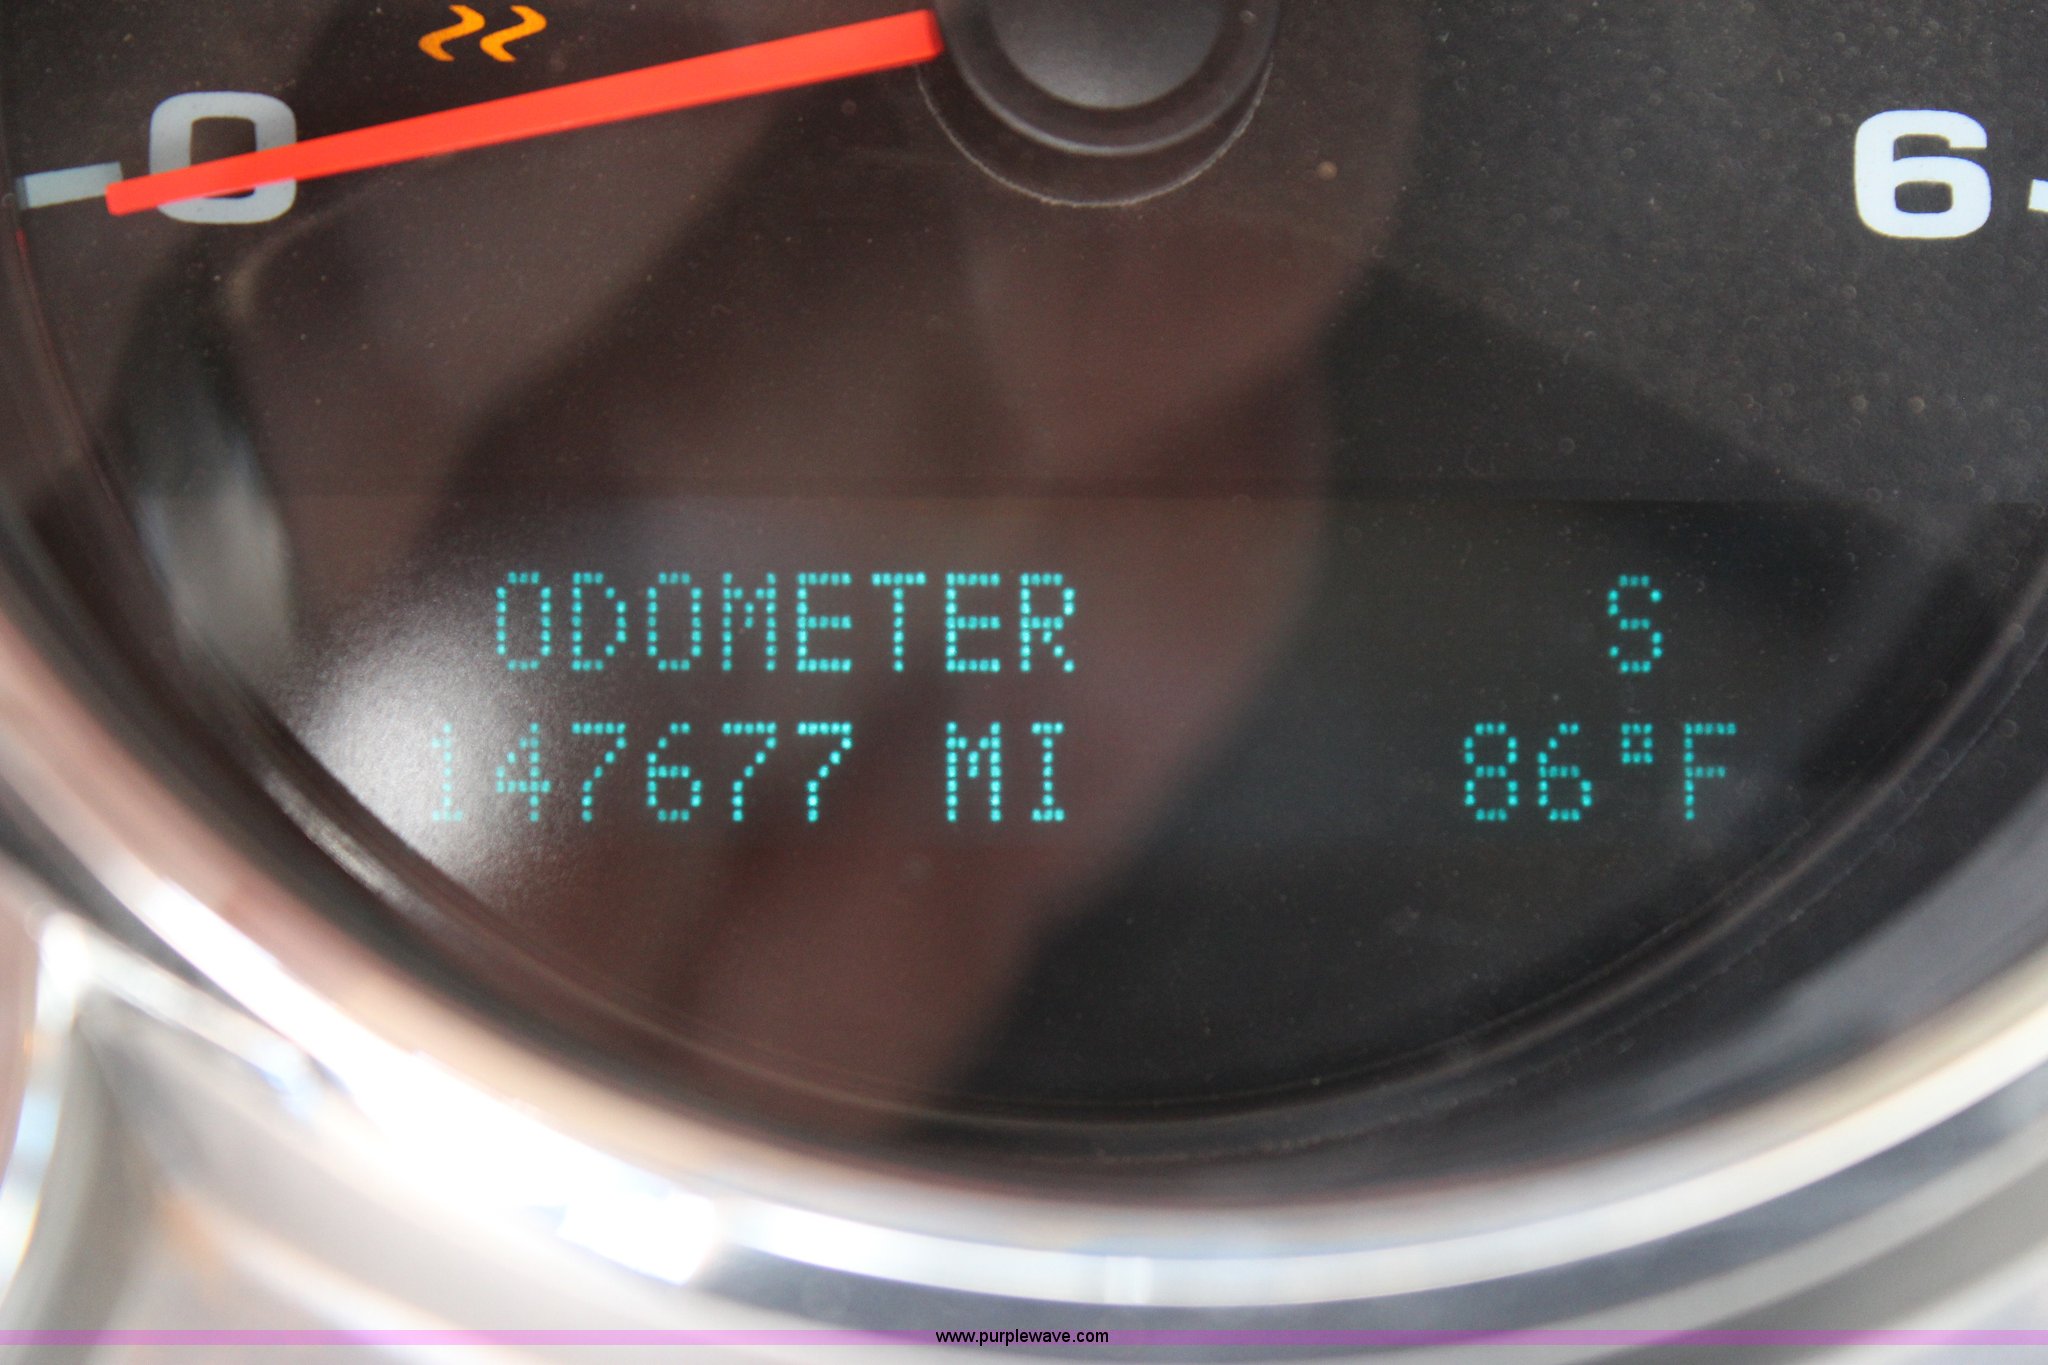 0
6
ODOMETER S
147677 MI 86°F
www.purplewave.com